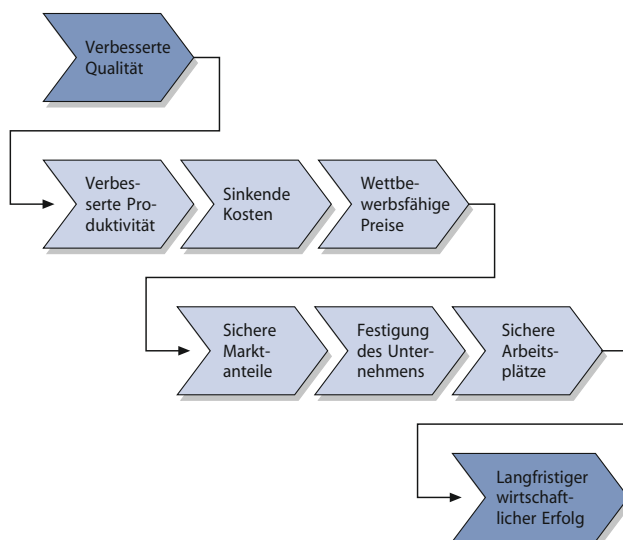 Verbesserte
Qualität
Verbes-
serte Pro-
duktivität
Sinkende
Kosten
Wettbe-
werbsfähige
Preise
Sichere
Markt-
anteile
Festigung
des Unter-
nehmens
Sichere
Arbeits-
plätze
Langfristiger
wirtschaft-
licher Erfolg